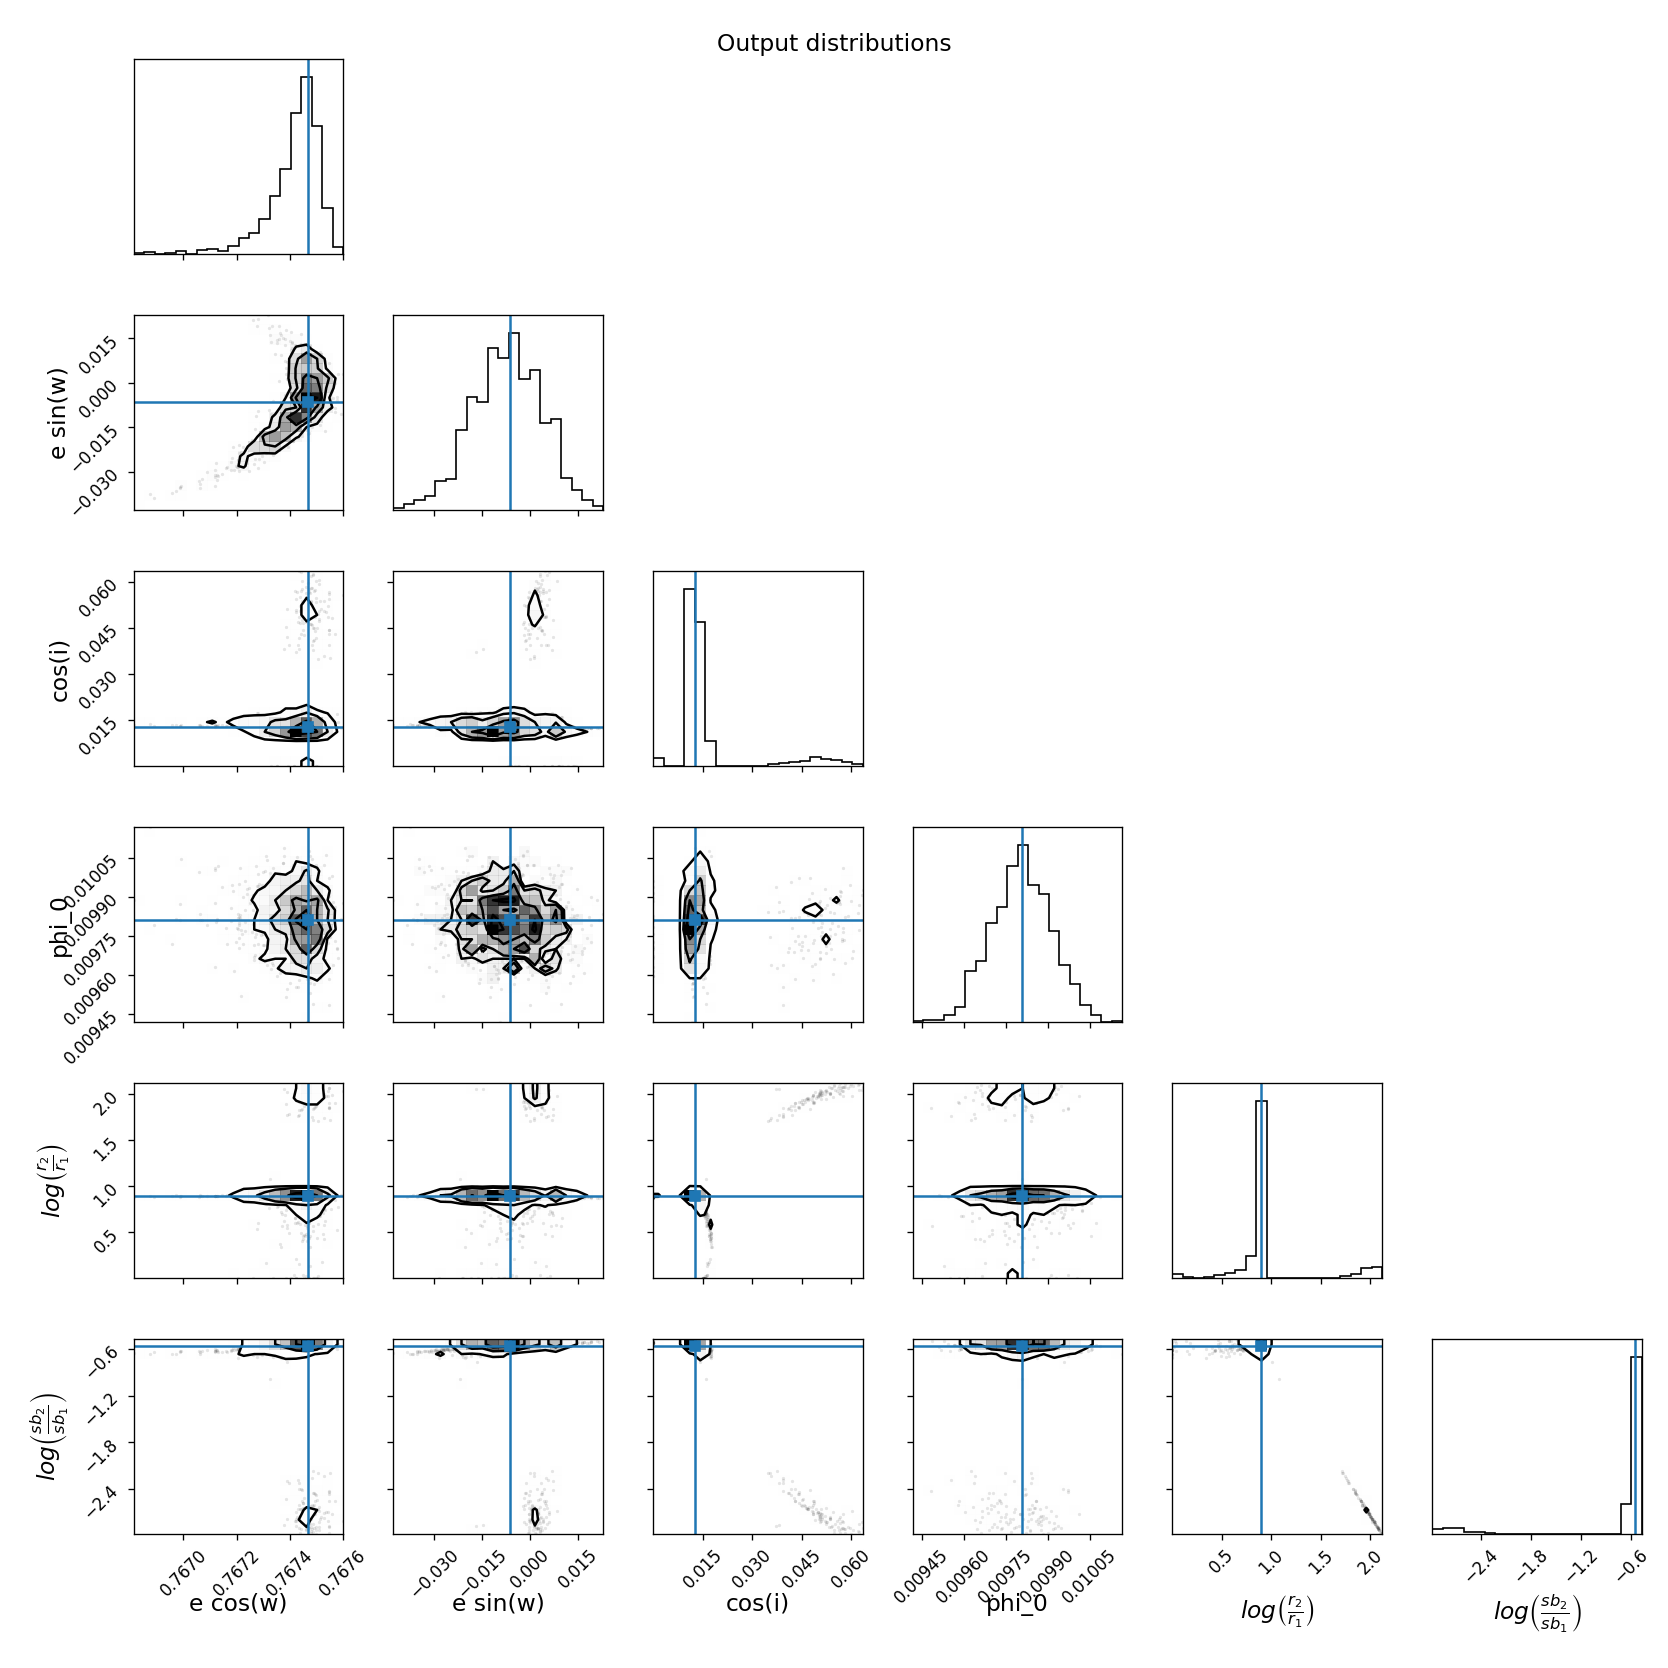 Output distributions
e sin(w)
0.015
0.000
−0.015
−0.030
cos(i)
0.060
0.045
0.030
0.015
phi_0
0.01005
0.00990
0.00975
0.00960
0.00945
log(r₂/r₁)
2.0
1.5
1.0
0.5
log(sb₂/sb₁)
−0.6
−1.2
−1.8
−2.4
0.7670 0.7672 0.7674 0.7676
−0.030 −0.015 0.000 0.015
0.015 0.030 0.045 0.060
0.00945 0.00960 0.00975 0.00990 0.01005
0.5 1.0 1.5 2.0
−2.4 −1.8 −1.2 −0.6
e cos(w)
e sin(w)
cos(i)
phi_0
log(r₂/r₁)
log(sb₂/sb₁)